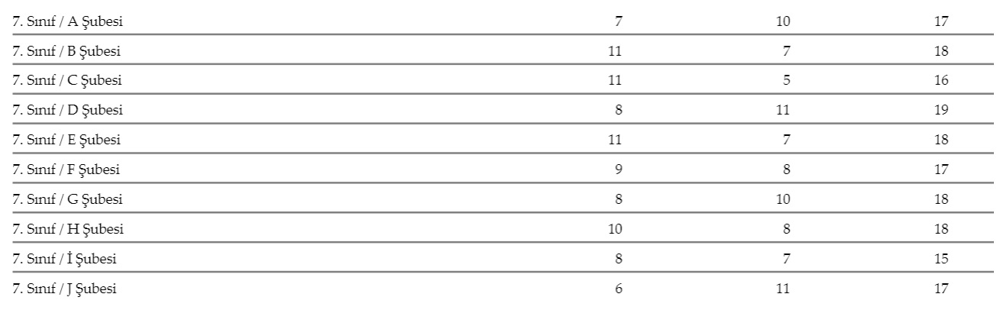 7. Sınıf / A Şubesi 7 10 17
7. Sınıf / B Şubesi 11 7 18
7. Sınıf / C Şubesi 11 5 16
7. Sınıf / D Şubesi 8 11 19
7. Sınıf / E Şubesi 11 7 18
7. Sınıf / F Şubesi 9 8 17
7. Sınıf / G Şubesi 8 10 18
7. Sınıf / H Şubesi 10 8 18
7. Sınıf / İ Şubesi 8 7 15
7. Sınıf / J Şubesi 6 11 17